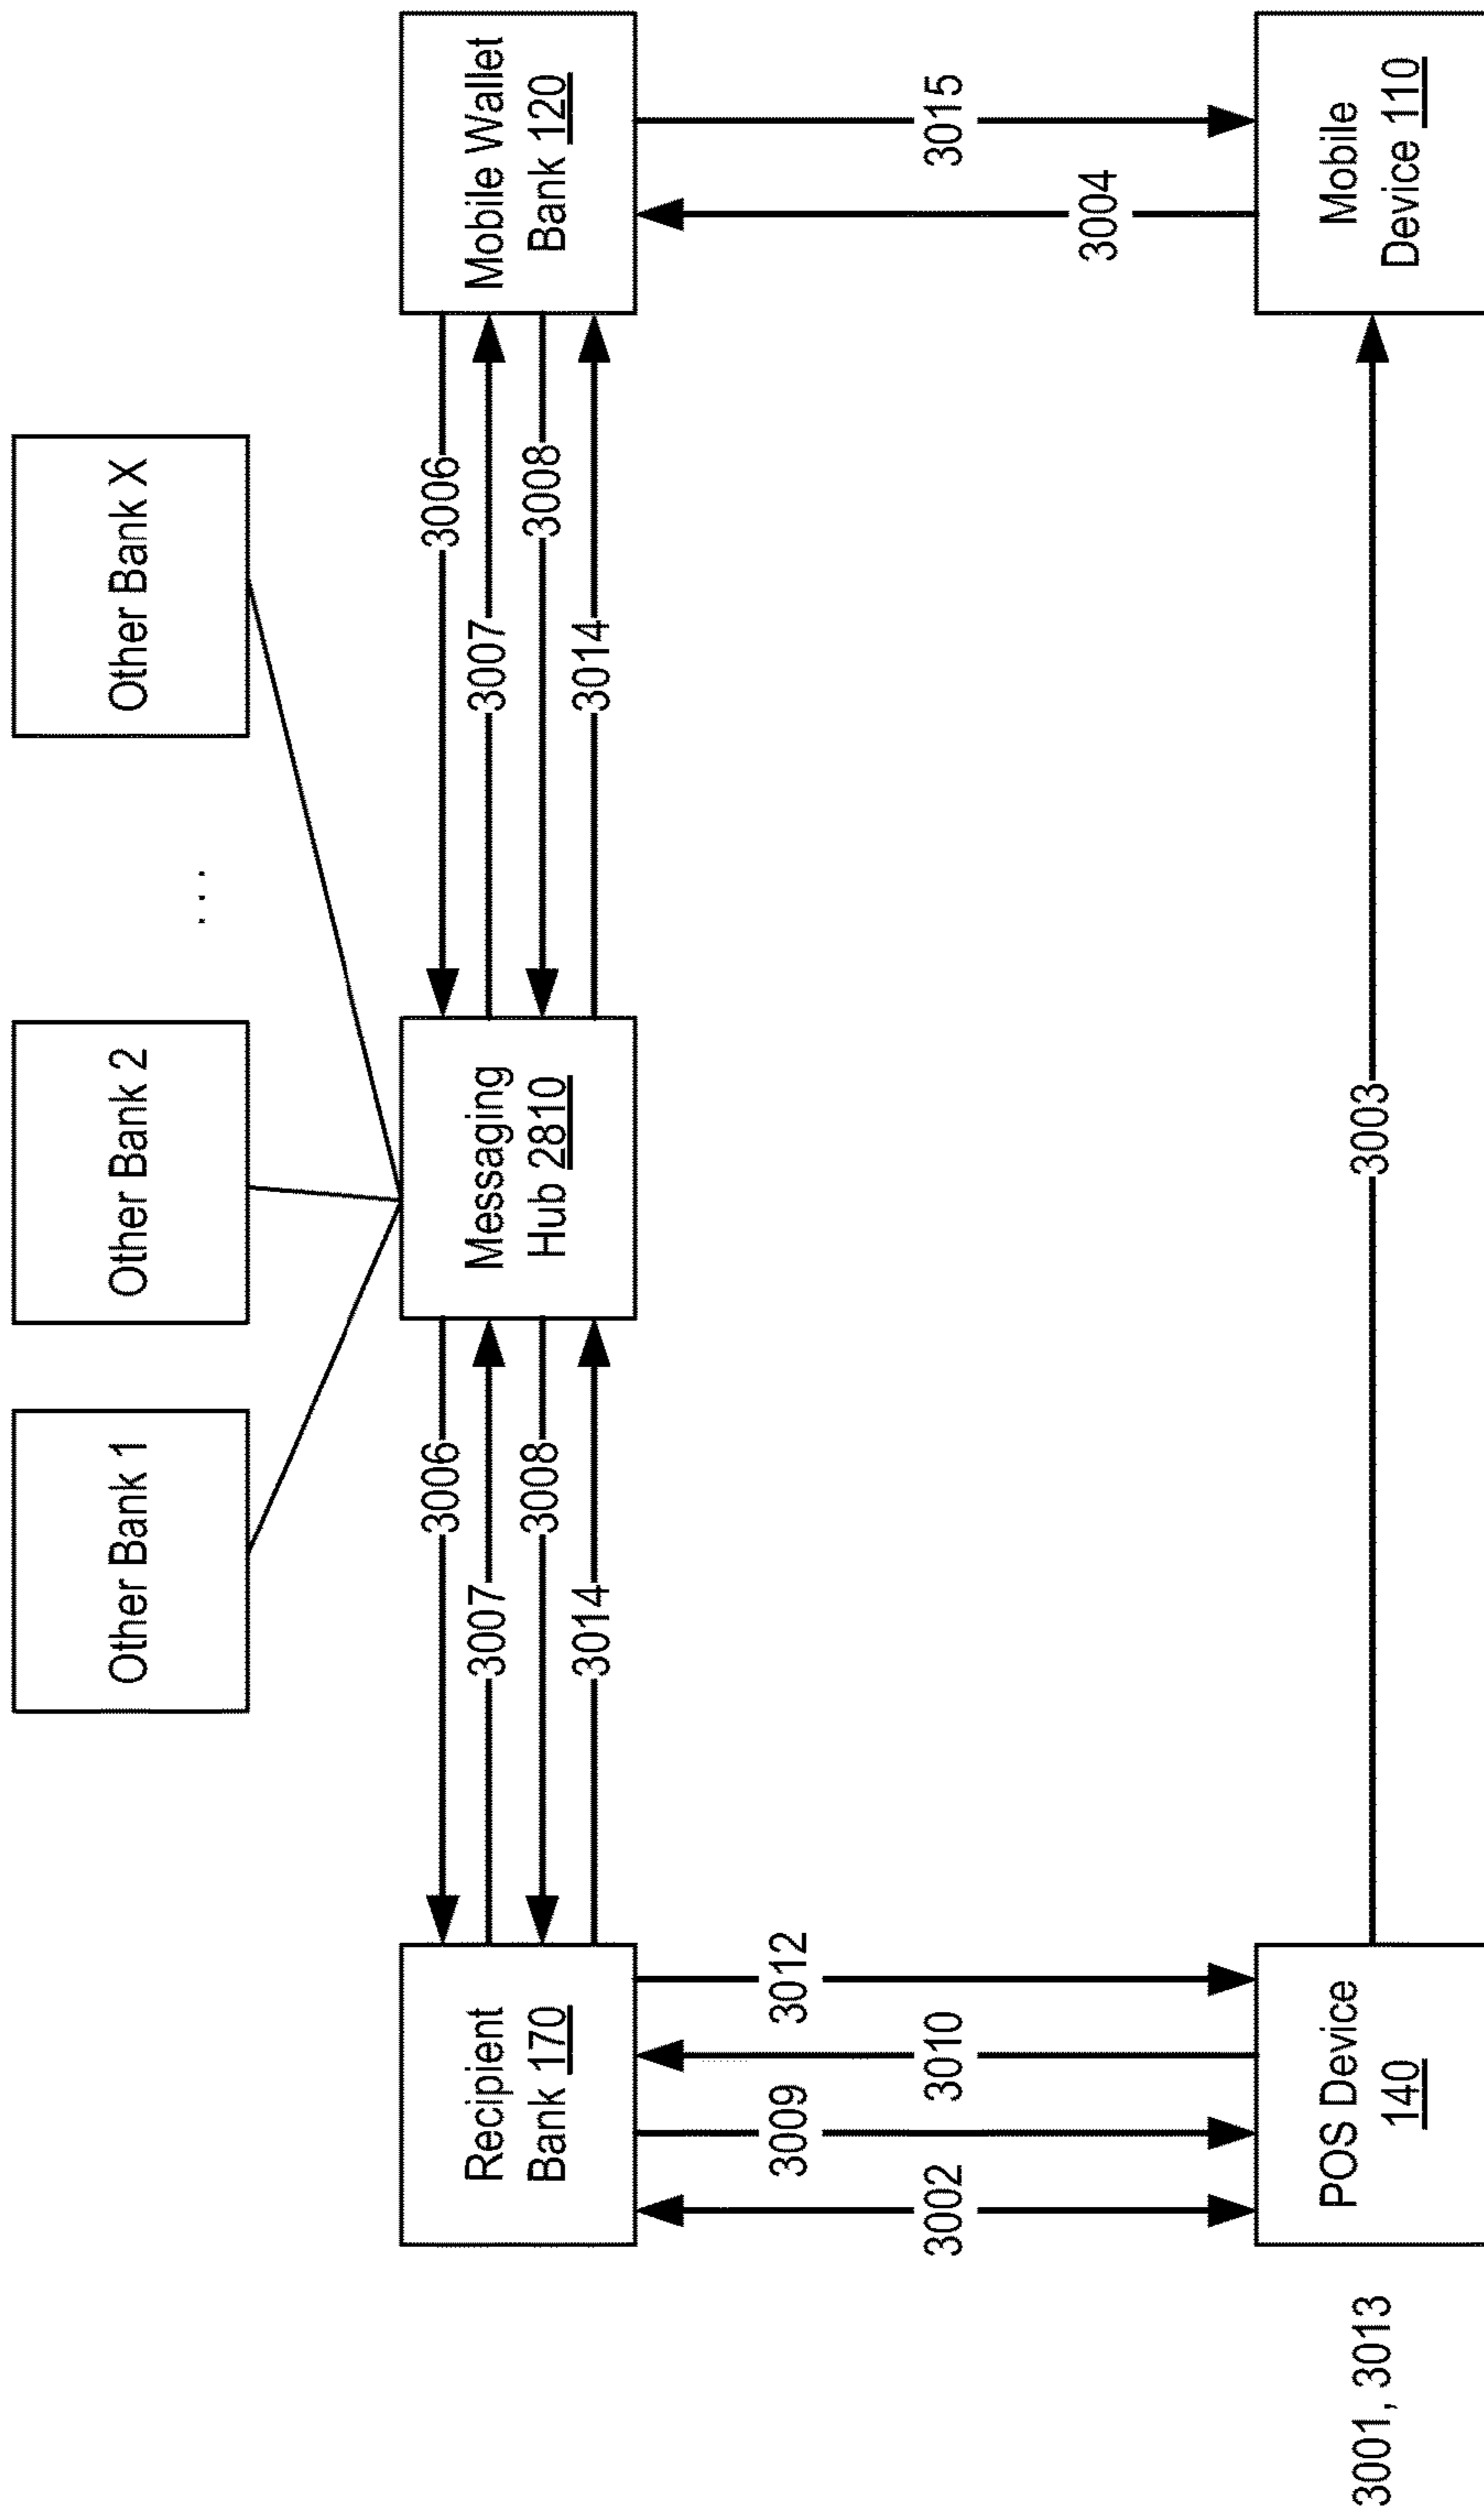 Other Bank 1
Other Bank 2
. . .
Other Bank X
Recipient
Bank 170
3006
3007
3008
3014
Messaging
Hub 2810
3006
3007
3008
3014
Mobile Wallet
Bank 120
3002
3009
3010
3012
3004
3015
3001, 3013
POS Device
140
3003
Mobile
Device 110